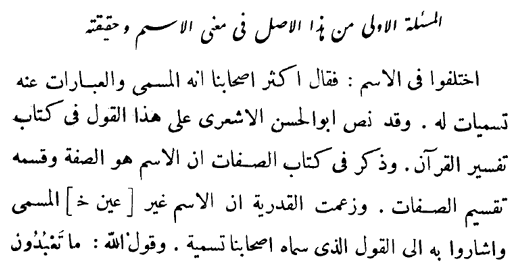 المسئلة الاولى من هذا الاصل فى معنى الاسم وحقيقته
اختلفوا فى الاسم : فقال اكثر اصحابنا انه المسمى والعبارات عنه
تسميات له . وقد نص ابوالحسن الاشعرى على هذا القول فى كتاب
تفسير القرآن . وذكر فى كتاب الصفات ان الاسم هو الصفة وقسمه
تقسيم الصفات . وزعمت القدرية ان الاسم غير [ عين خ ] المسمى
واشاروا به الى القول الذى سماه اصحابنا تسمية . وقول الله : ما تَعْبُدُون